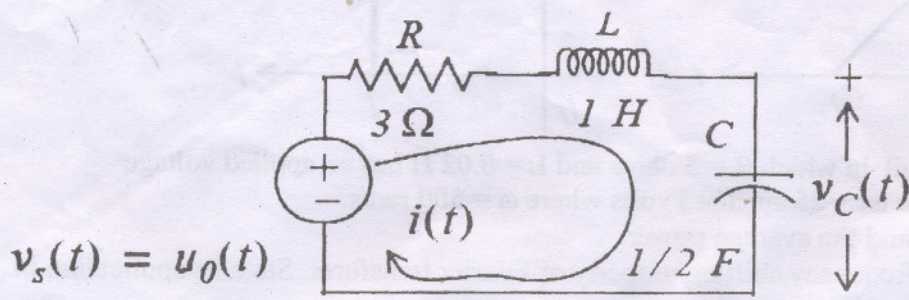 R
L
3 Ω
1 H
C
+
+
i(t)
v_C(t)
v_s(t) = u_0(t)
1/2 F